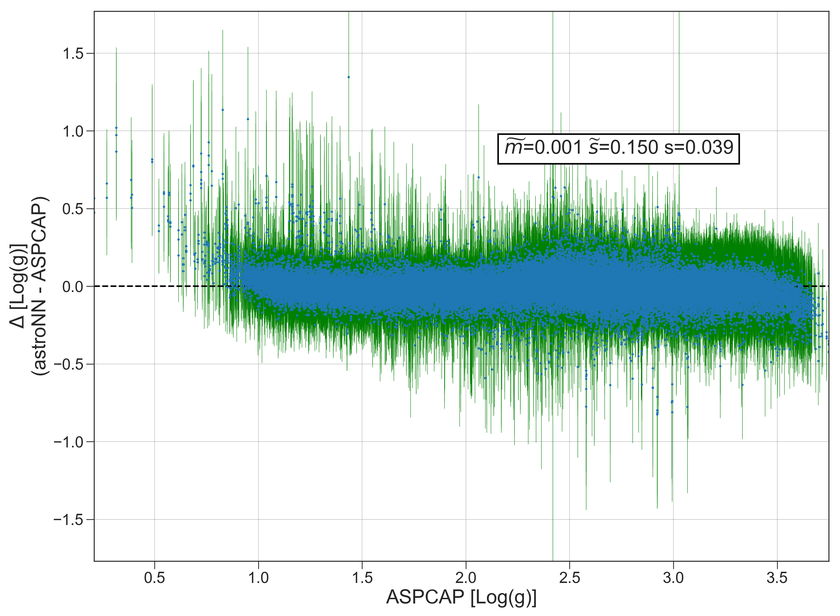 1.5
1.0
0.5
0.0
−0.5
−1.0
−1.5
Δ [Log(g)]
(astroNN - ASPCAP)
m̃=0.001 s̃=0.150 s=0.039
0.5 1.0 1.5 2.0 2.5 3.0 3.5
ASPCAP [Log(g)]